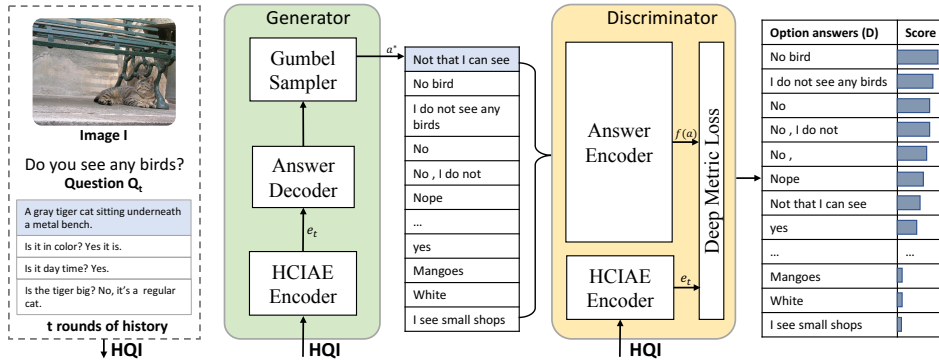 Image I
Do you see any birds?
Question Qt
A gray tiger cat sitting underneath
a metal bench.
Is it in color? Yes it is.
Is it day time? Yes.
Is the tiger big? No, it's a regular
cat.
t rounds of history
HQI
Generator
Gumbel
Sampler
Answer
Decoder
et
HCIAE
Encoder
HQI
a*
Not that I can see
No bird
I do not see any
birds
No
No , I do not
Nope
...
yes
Mangoes
White
I see small shops
Discriminator
Answer
Encoder
f(a)
HCIAE
Encoder
et
Deep Metric Loss
HQI
Option answers (D) Score
No bird
I do not see any birds
No
No , I do not
No ,
Nope
Not that I can see
yes
... ...
Mangoes
White
I see small shops